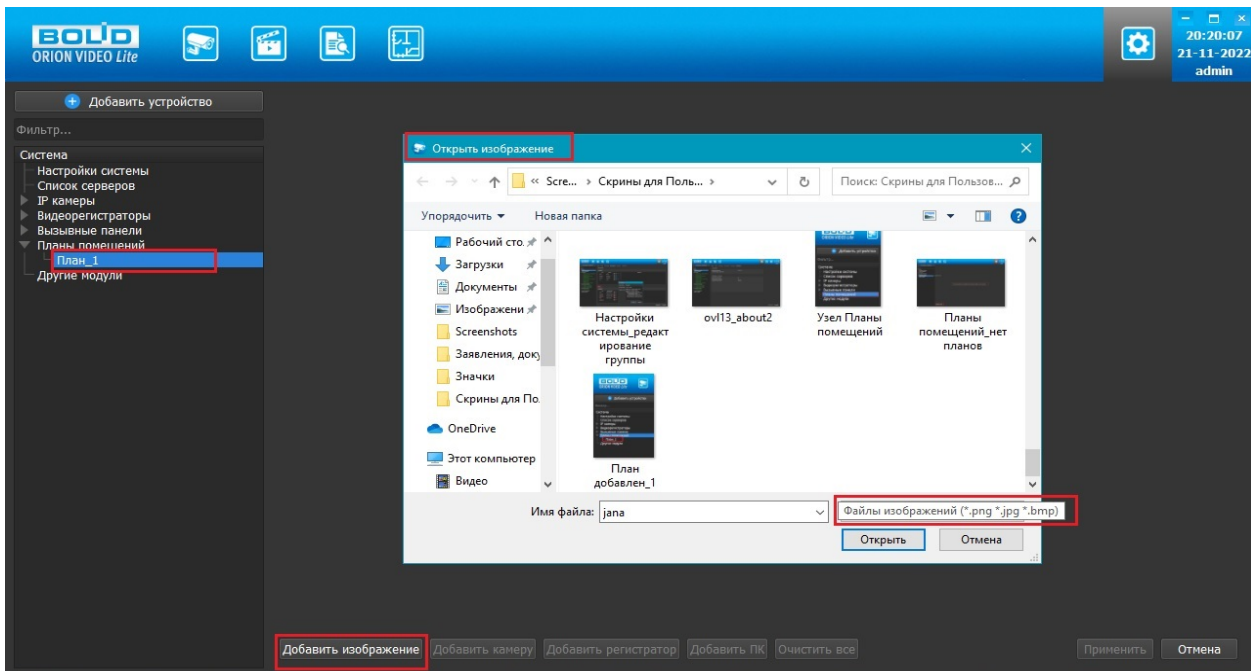 BOLID
ORION VIDEO Lite
20:20:07
21-11-2022
admin
Добавить устройство
Фильтр...
Система
Настройки системы
Список серверов
IP камеры
Видеорегистраторы
Вызывные панели
Планы помещений
План_1
Другие модули
Открыть изображение
« Scre... › Скрины для Поль... ›
Поиск: Скрины для Пользов...
Упорядочить
Новая папка
Рабочий сто.
Загрузки
Документы
Изображени
Screenshots
Заявления, доку
Значки
Скрины для По.
OneDrive
Этот компьютер
Видео
Настройки
системы_редакт
ирование
группы
ovl13_about2
Узел Планы
помещений
Планы
помещений_нет
планов
План
добавлен_1
Имя файла: jana
Файлы изображений (*.png *.jpg *.bmp)
Открыть Отмена
Добавить изображение Добавить камеру Добавить регистратор Добавить ПК Очистить все Применить Отмена